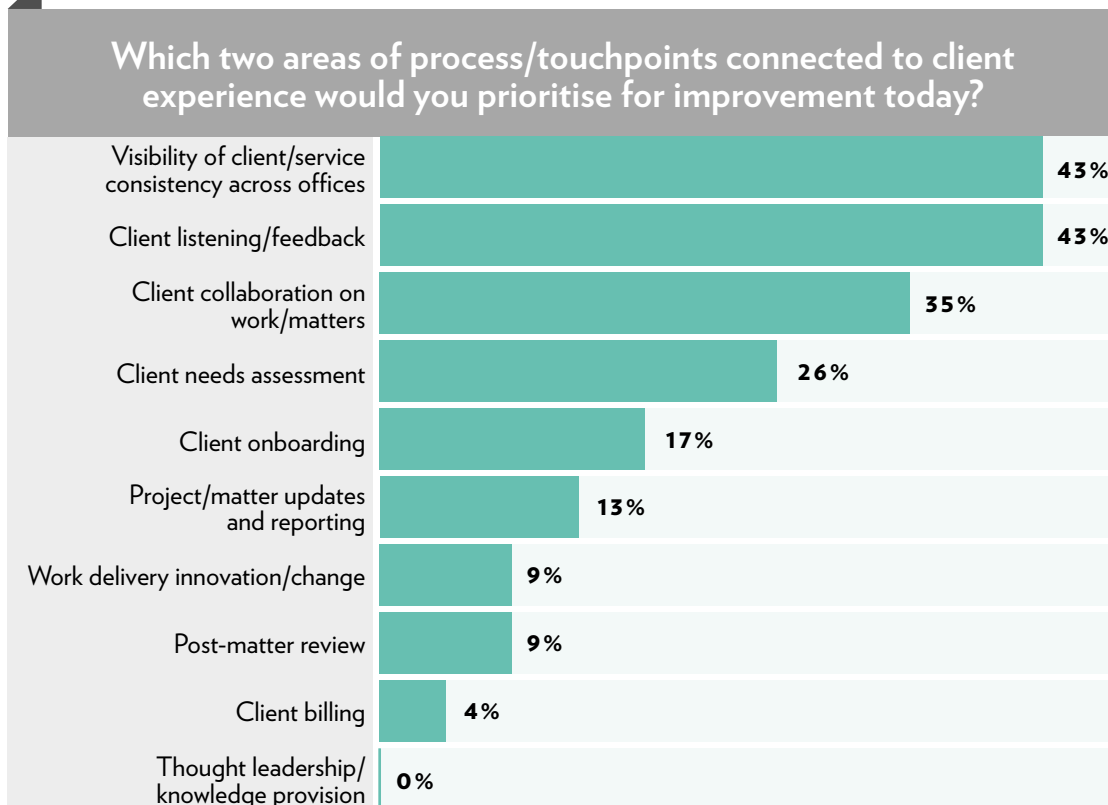 Which two areas of process/touchpoints connected to client
experience would you prioritise for improvement today?
Visibility of client/service
consistency across offices
43%
Client listening/feedback
43%
Client collaboration on
work/matters
35%
Client needs assessment
26%
Client onboarding
17%
Project/matter updates
and reporting
13%
Work delivery innovation/change
9%
Post-matter review
9%
Client billing
4%
Thought leadership/
knowledge provision
0%